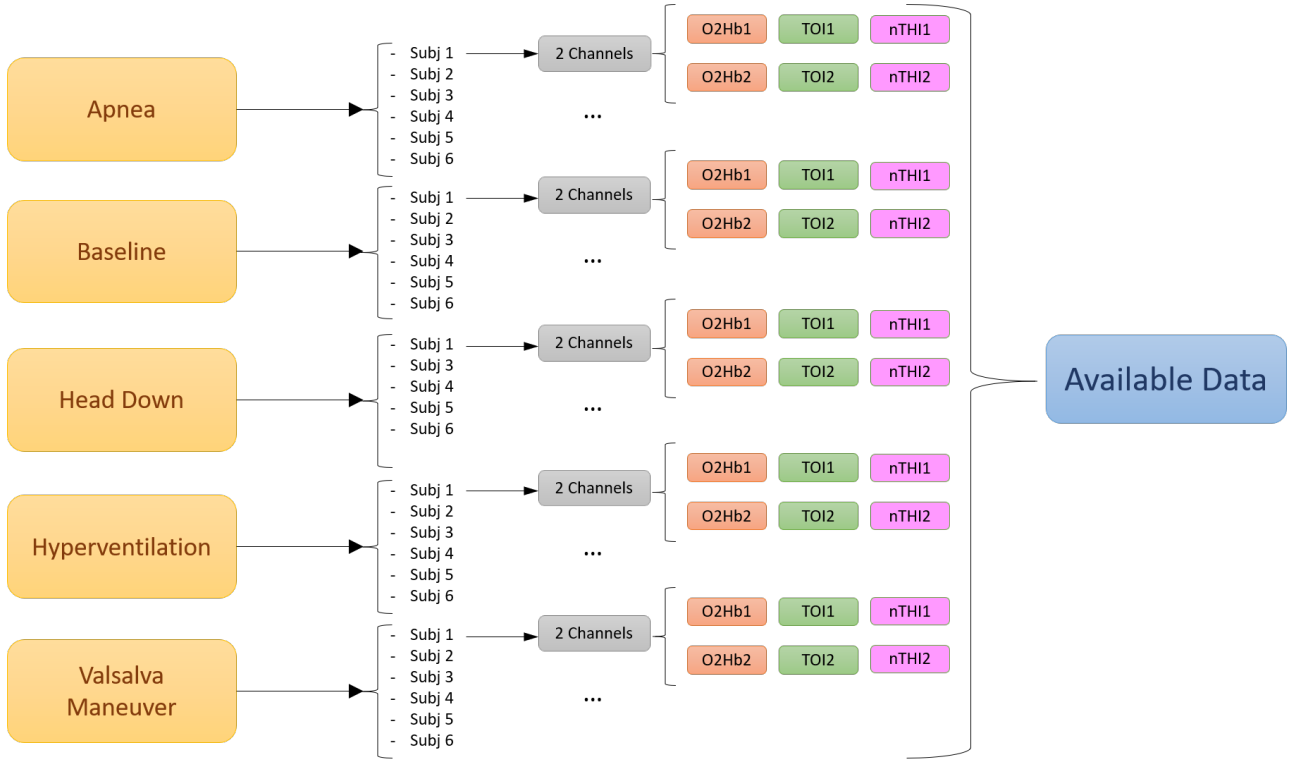 Apnea
- Subj 1
- Subj 2
- Subj 3
- Subj 4
- Subj 5
- Subj 6
2 Channels
...
O2Hb1 TOI1 nTHI1
O2Hb2 TOI2 nTHI2
Baseline
- Subj 1
- Subj 2
- Subj 3
- Subj 4
- Subj 5
- Subj 6
2 Channels
...
O2Hb1 TOI1 nTHI1
O2Hb2 TOI2 nTHI2
Head Down
- Subj 1
- Subj 3
- Subj 4
- Subj 5
- Subj 6
2 Channels
...
O2Hb1 TOI1 nTHI1
O2Hb2 TOI2 nTHI2
Hyperventilation
- Subj 1
- Subj 2
- Subj 3
- Subj 4
- Subj 5
- Subj 6
2 Channels
...
O2Hb1 TOI1 nTHI1
O2Hb2 TOI2 nTHI2
Valsalva
Maneuver
- Subj 1
- Subj 2
- Subj 3
- Subj 4
- Subj 5
- Subj 6
2 Channels
...
O2Hb1 TOI1 nTHI1
O2Hb2 TOI2 nTHI2
Available Data